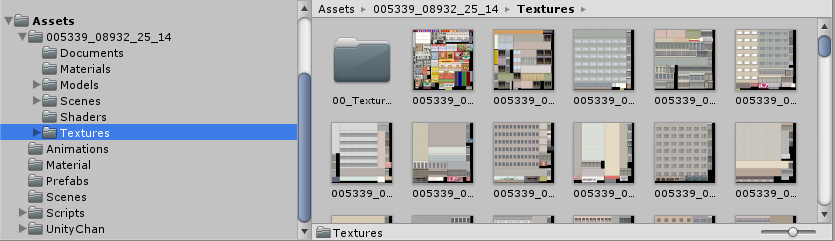 Assets
005339_08932_25_14
Documents
Materials
Models
Scenes
Shaders
Textures
Animations
Material
Prefabs
Scenes
Scripts
UnityChan
Assets ▸ 005339_08932_25_14 ▸ Textures ▸
00_Textur... 005339_0... 005339_0... 005339_0... 005339_0... 005339_0...
005339_0... 005339_0... 005339_0... 005339_0... 005339_0... 005339_0...
Textures